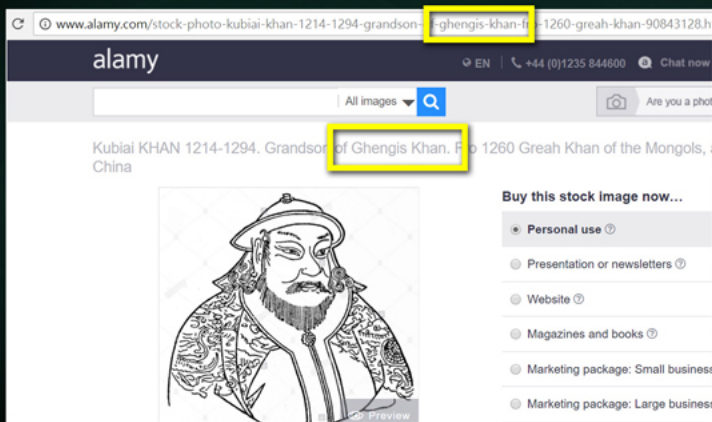 www.alamy.com/stock-photo-kubiai-khan-1214-1294-grandson- -ghengis-khan- -1260-greah-khan-90843128.h
alamy
EN
+44 (0)1235 844600
Chat now
All images
Are you a phot
Kubiai KHAN 1214-1294. Grandson of Ghengis Khan. 1260 Greah Khan of the Mongols,
China
Buy this stock image now...
Personal use
Presentation or newsletters
Website
Magazines and books
Marketing package: Small business
Marketing package: Large business
Preview